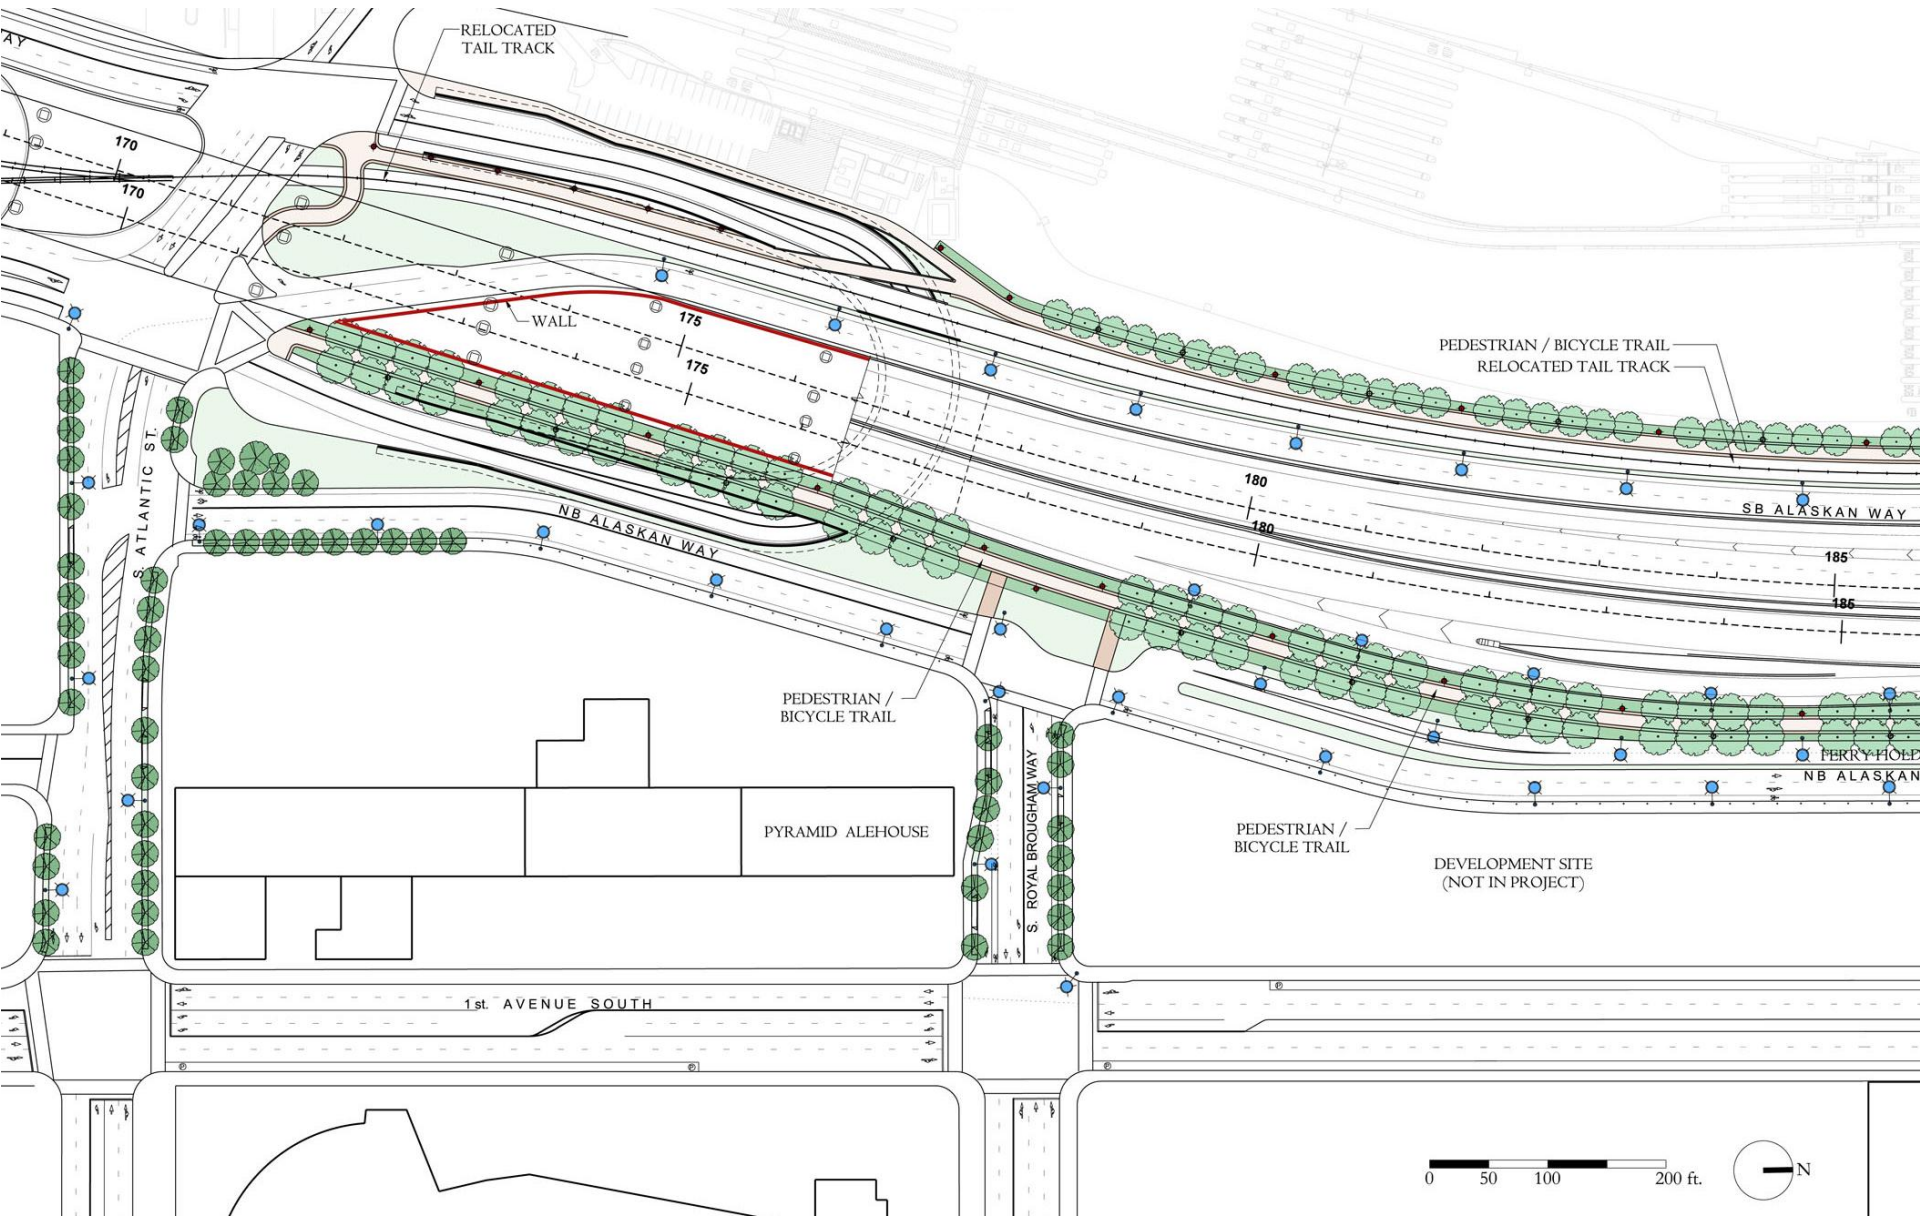 RELOCATED
TAIL TRACK
AY
170
170
WALL
175
175
PEDESTRIAN / BICYCLE TRAIL
RELOCATED TAIL TRACK
S. ATLANTIC ST.
NB ALASKAN WAY
180
180
SB ALASKAN WAY
185
185
PEDESTRIAN /
BICYCLE TRAIL
S. ROYAL BROUGHAM WAY
FERRY HOLD
NB ALASKAN
PYRAMID ALEHOUSE
PEDESTRIAN /
BICYCLE TRAIL
DEVELOPMENT SITE
(NOT IN PROJECT)
1st. AVENUE SOUTH
P
P
P
P
0 50 100 200 ft.
N